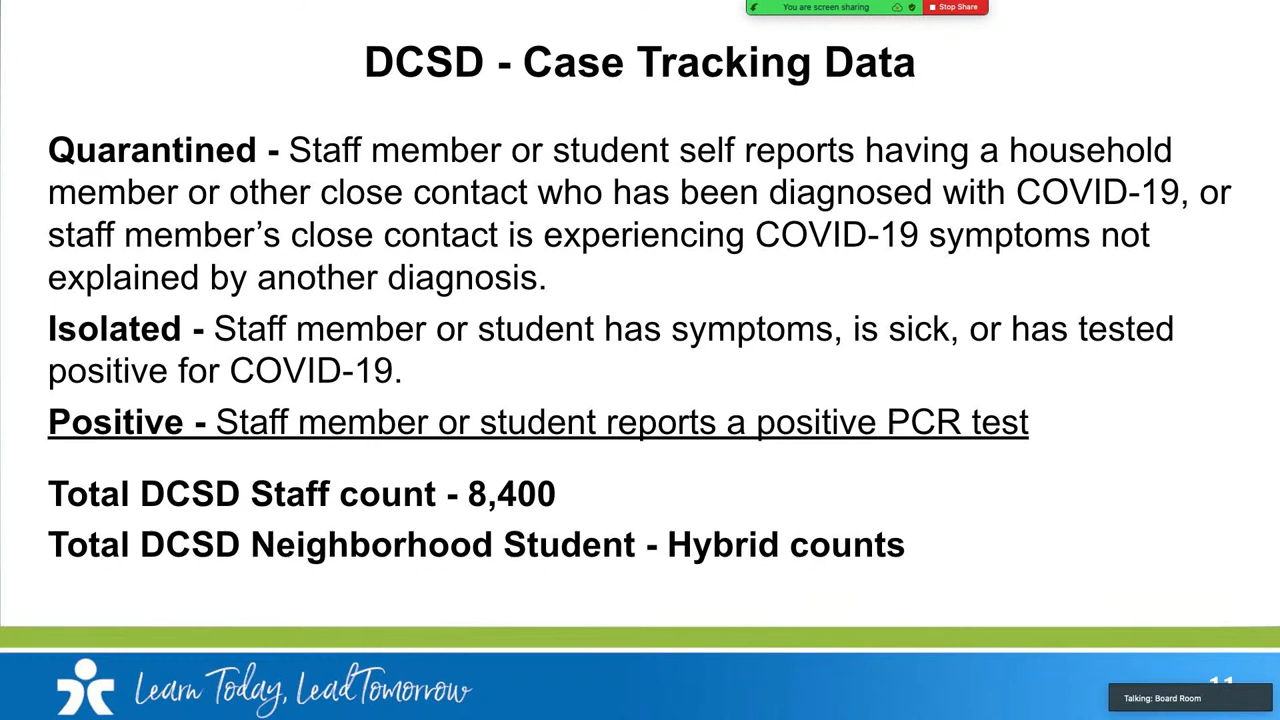 You are screen sharing
Stop Share
DCSD - Case Tracking Data
Quarantined - Staff member or student self reports having a household
member or other close contact who has been diagnosed with COVID-19, or
staff member’s close contact is experiencing COVID-19 symptoms not
explained by another diagnosis.
Isolated - Staff member or student has symptoms, is sick, or has tested
positive for COVID-19.
Positive - Staff member or student reports a positive PCR test
Total DCSD Staff count - 8,400
Total DCSD Neighborhood Student - Hybrid counts
Learn Today, Lead Tomorrow
11
Talking: Board Room